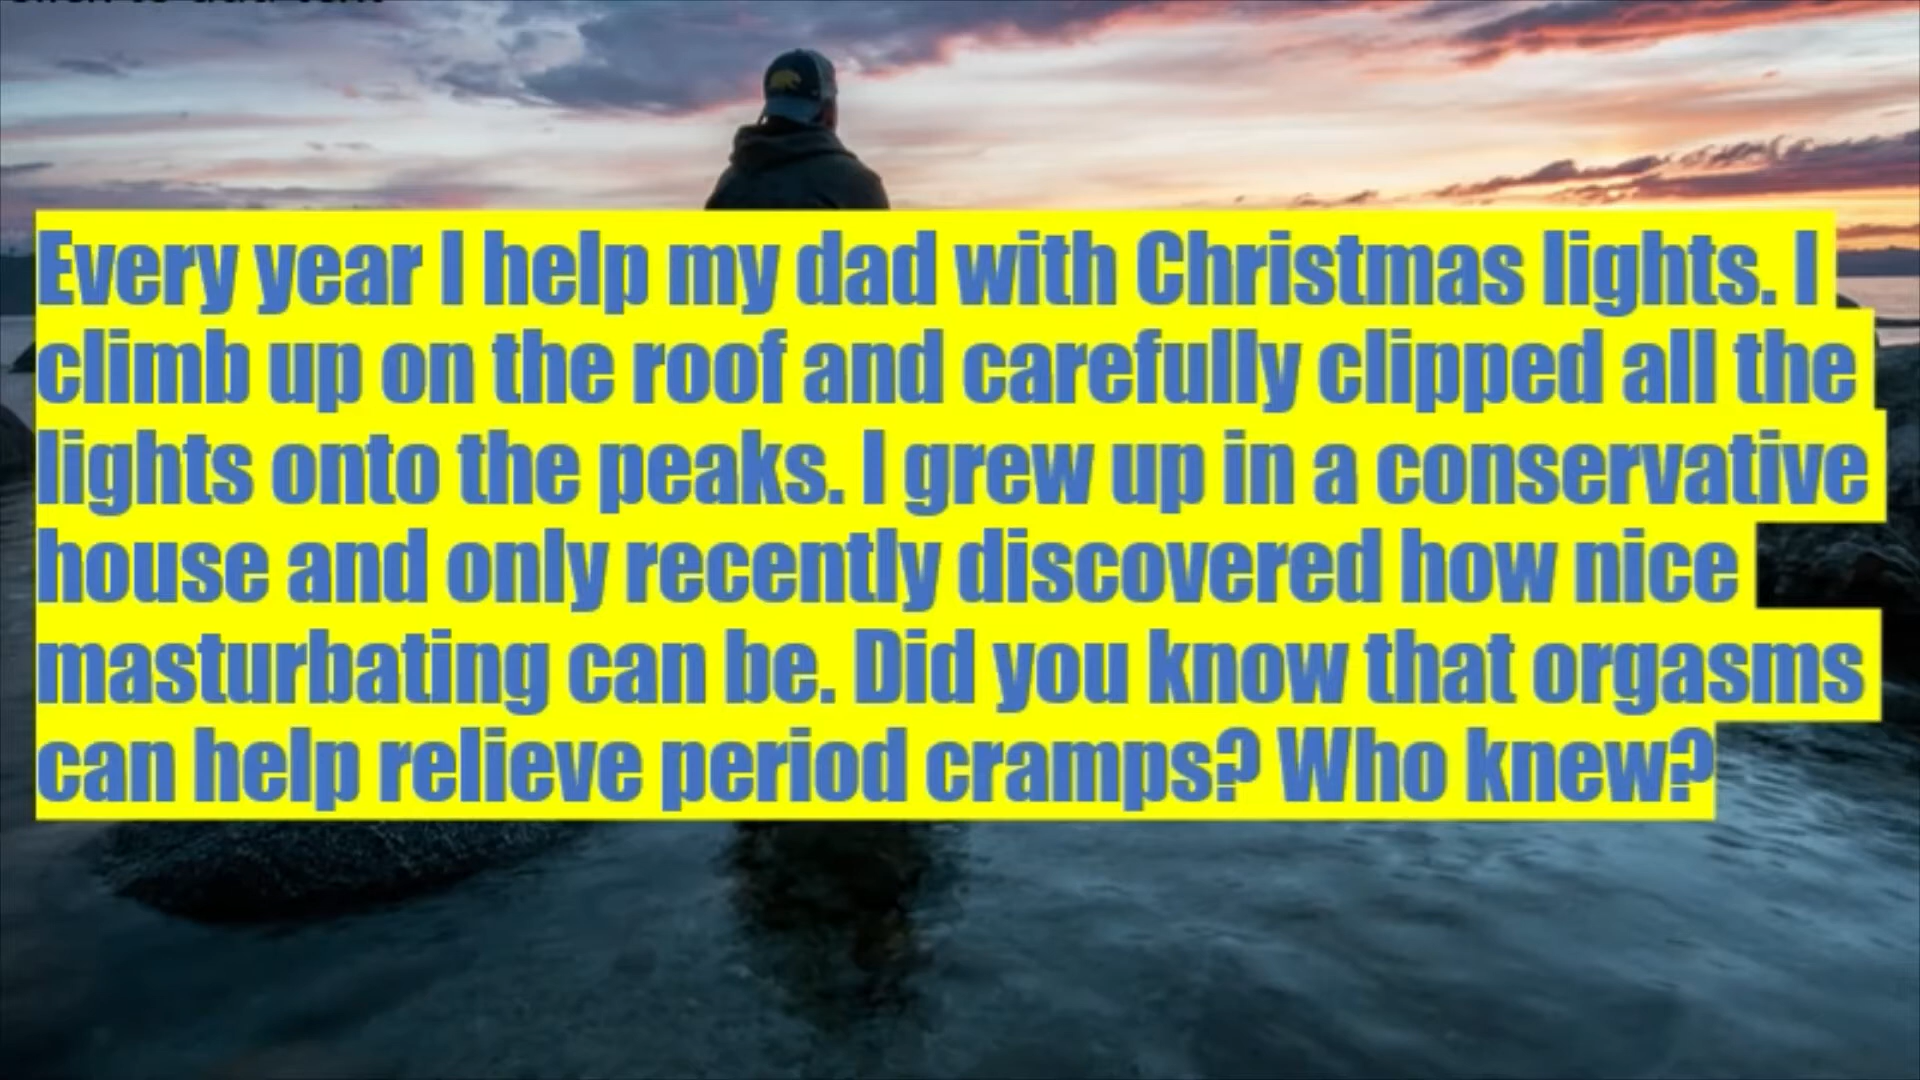 Every year I help my dad with Christmas lights. I
climb up on the roof and carefully clipped all the
lights onto the peaks. I grew up in a conservative
house and only recently discovered how nice
masturbating can be. Did you know that orgasms
can help relieve period cramps? Who knew?